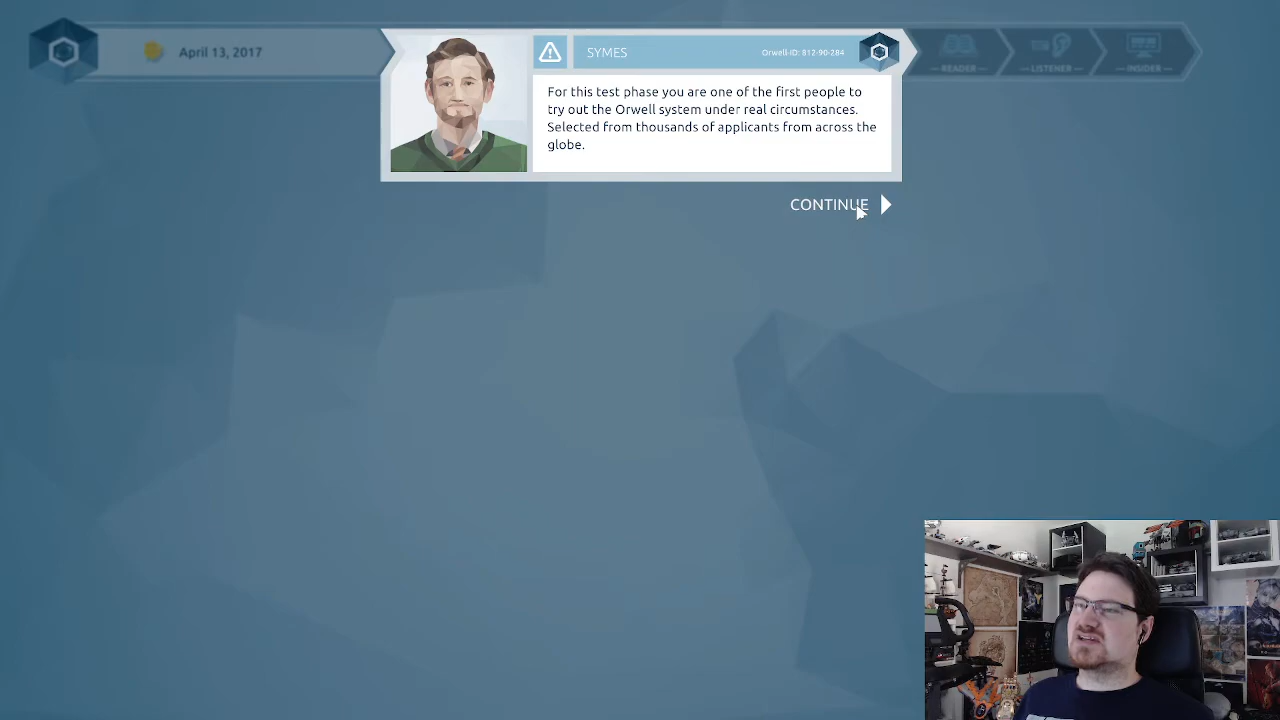 April 13, 2017
SYMES
Orwell-ID: 812-90-284
READER
LISTENER
INSIDER
For this test phase you are one of the first people to
try out the Orwell system under real circumstances.
Selected from thousands of applicants from across the
globe.
CONTINUE